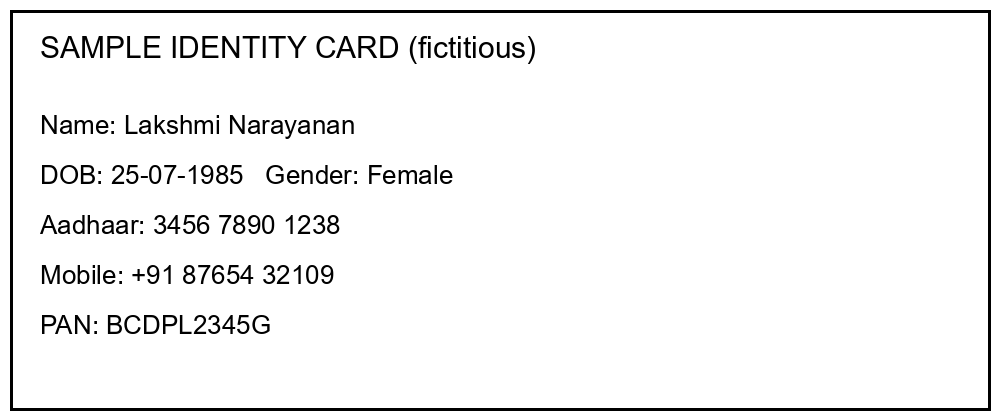 SAMPLE IDENTITY CARD (fictitious)
Name: Lakshmi Narayanan
DOB: 25-07-1985 Gender: Female
Aadhaar: 3456 7890 1238
Mobile: +91 87654 32109
PAN: BCDPL2345G